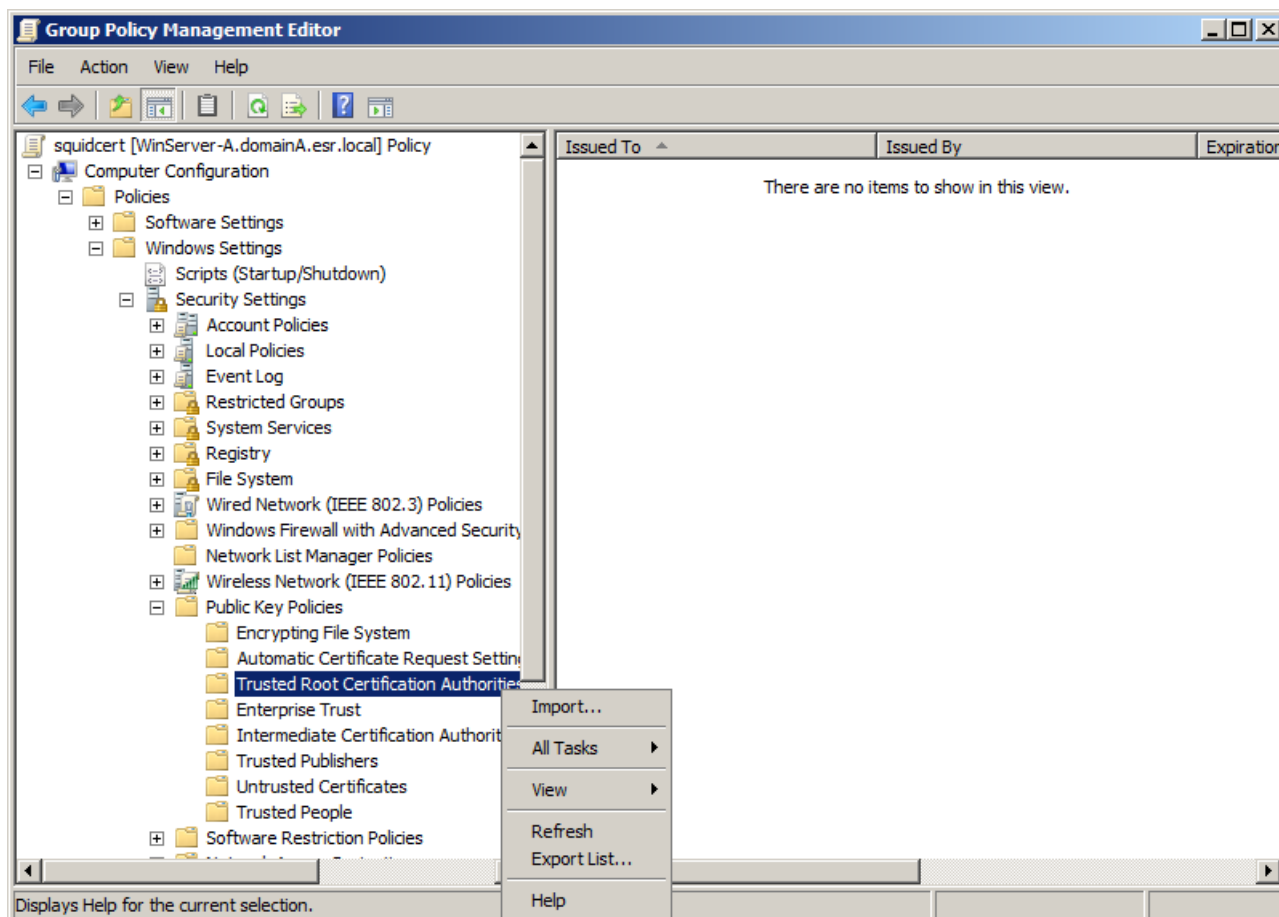 Group Policy Management Editor
File Action View Help
squidcert [WinServer-A.domainA.esr.local] Policy
Computer Configuration
Policies
Software Settings
Windows Settings
Scripts (Startup/Shutdown)
Security Settings
Account Policies
Local Policies
Event Log
Restricted Groups
System Services
Registry
File System
Wired Network (IEEE 802.3) Policies
Windows Firewall with Advanced Security
Network List Manager Policies
Wireless Network (IEEE 802.11) Policies
Public Key Policies
Encrypting File System
Automatic Certificate Request Settin
Trusted Root Certification Authorities
Enterprise Trust
Intermediate Certification Authorit
Trusted Publishers
Untrusted Certificates
Trusted People
Software Restriction Policies
Issued To Issued By Expiration
There are no items to show in this view.
Import...
All Tasks
View
Refresh
Export List...
Help
Displays Help for the current selection.